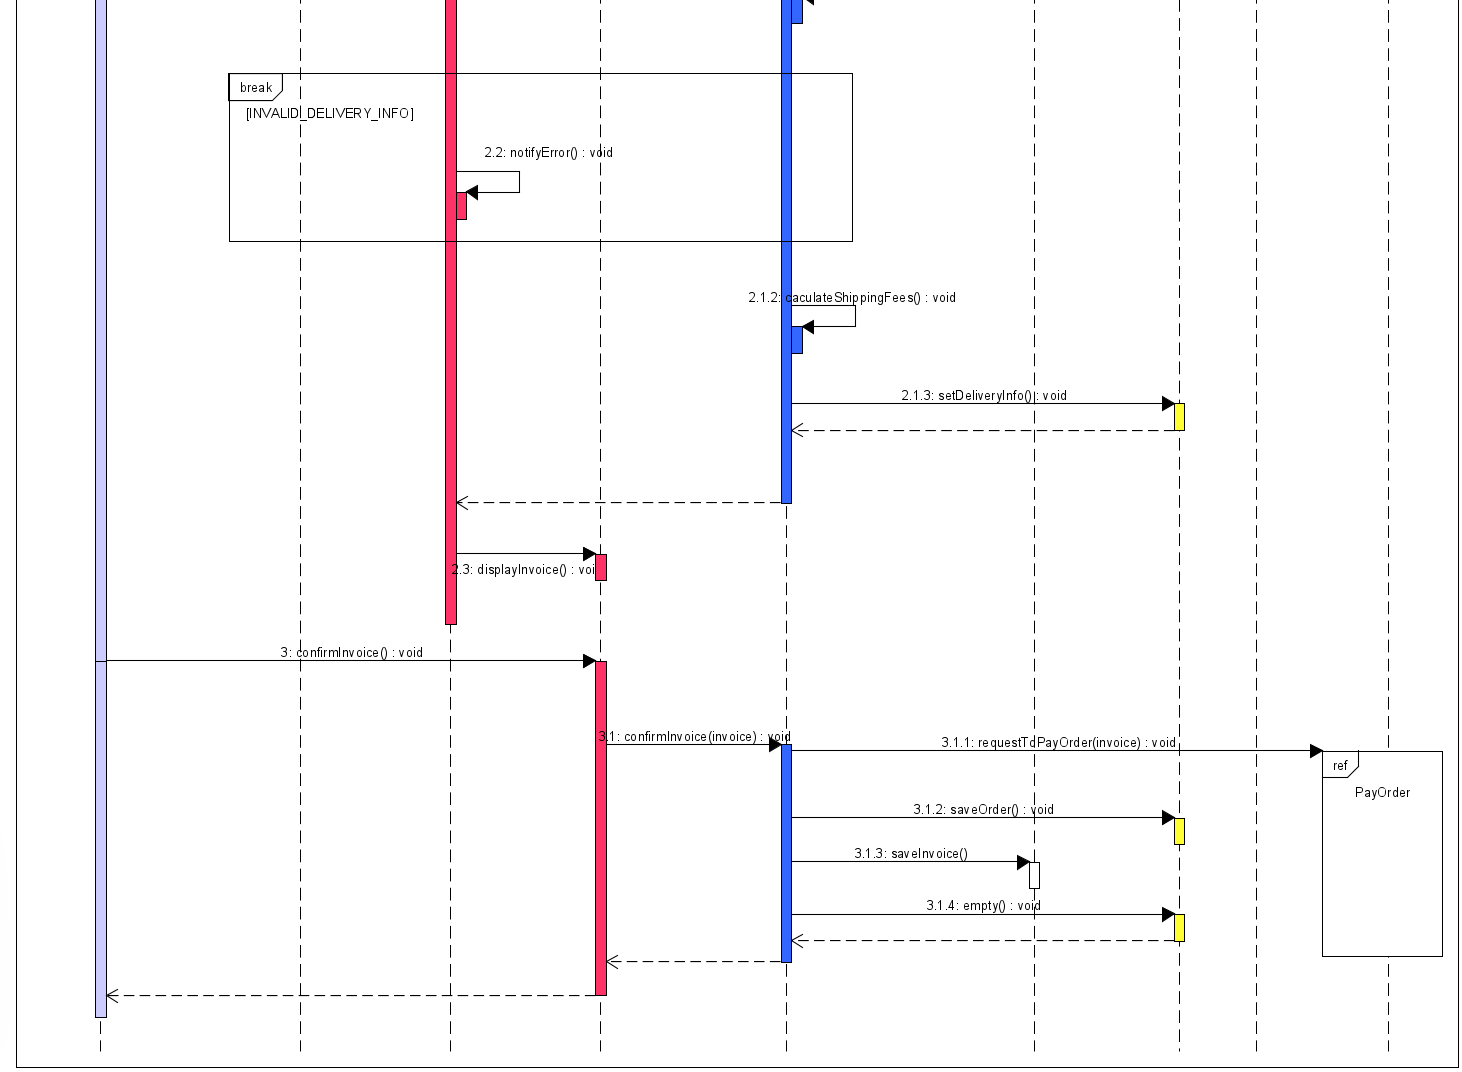 break
[INVALID_DELIVERY_INFO]
2.2: notifyError() : void
2.1.2: caculateShippingFees() : void
2.1.3: setDeliveryInfo() : void
2.3: displayInvoice() : voi
3: confirmInvoice() : void
3.1: confirmInvoice(invoice) : void
3.1.1: requestToPayOrder(invoice) : void
ref
PayOrder
3.1.2: saveOrder() : void
3.1.3: saveInvoice()
3.1.4: empty() : void